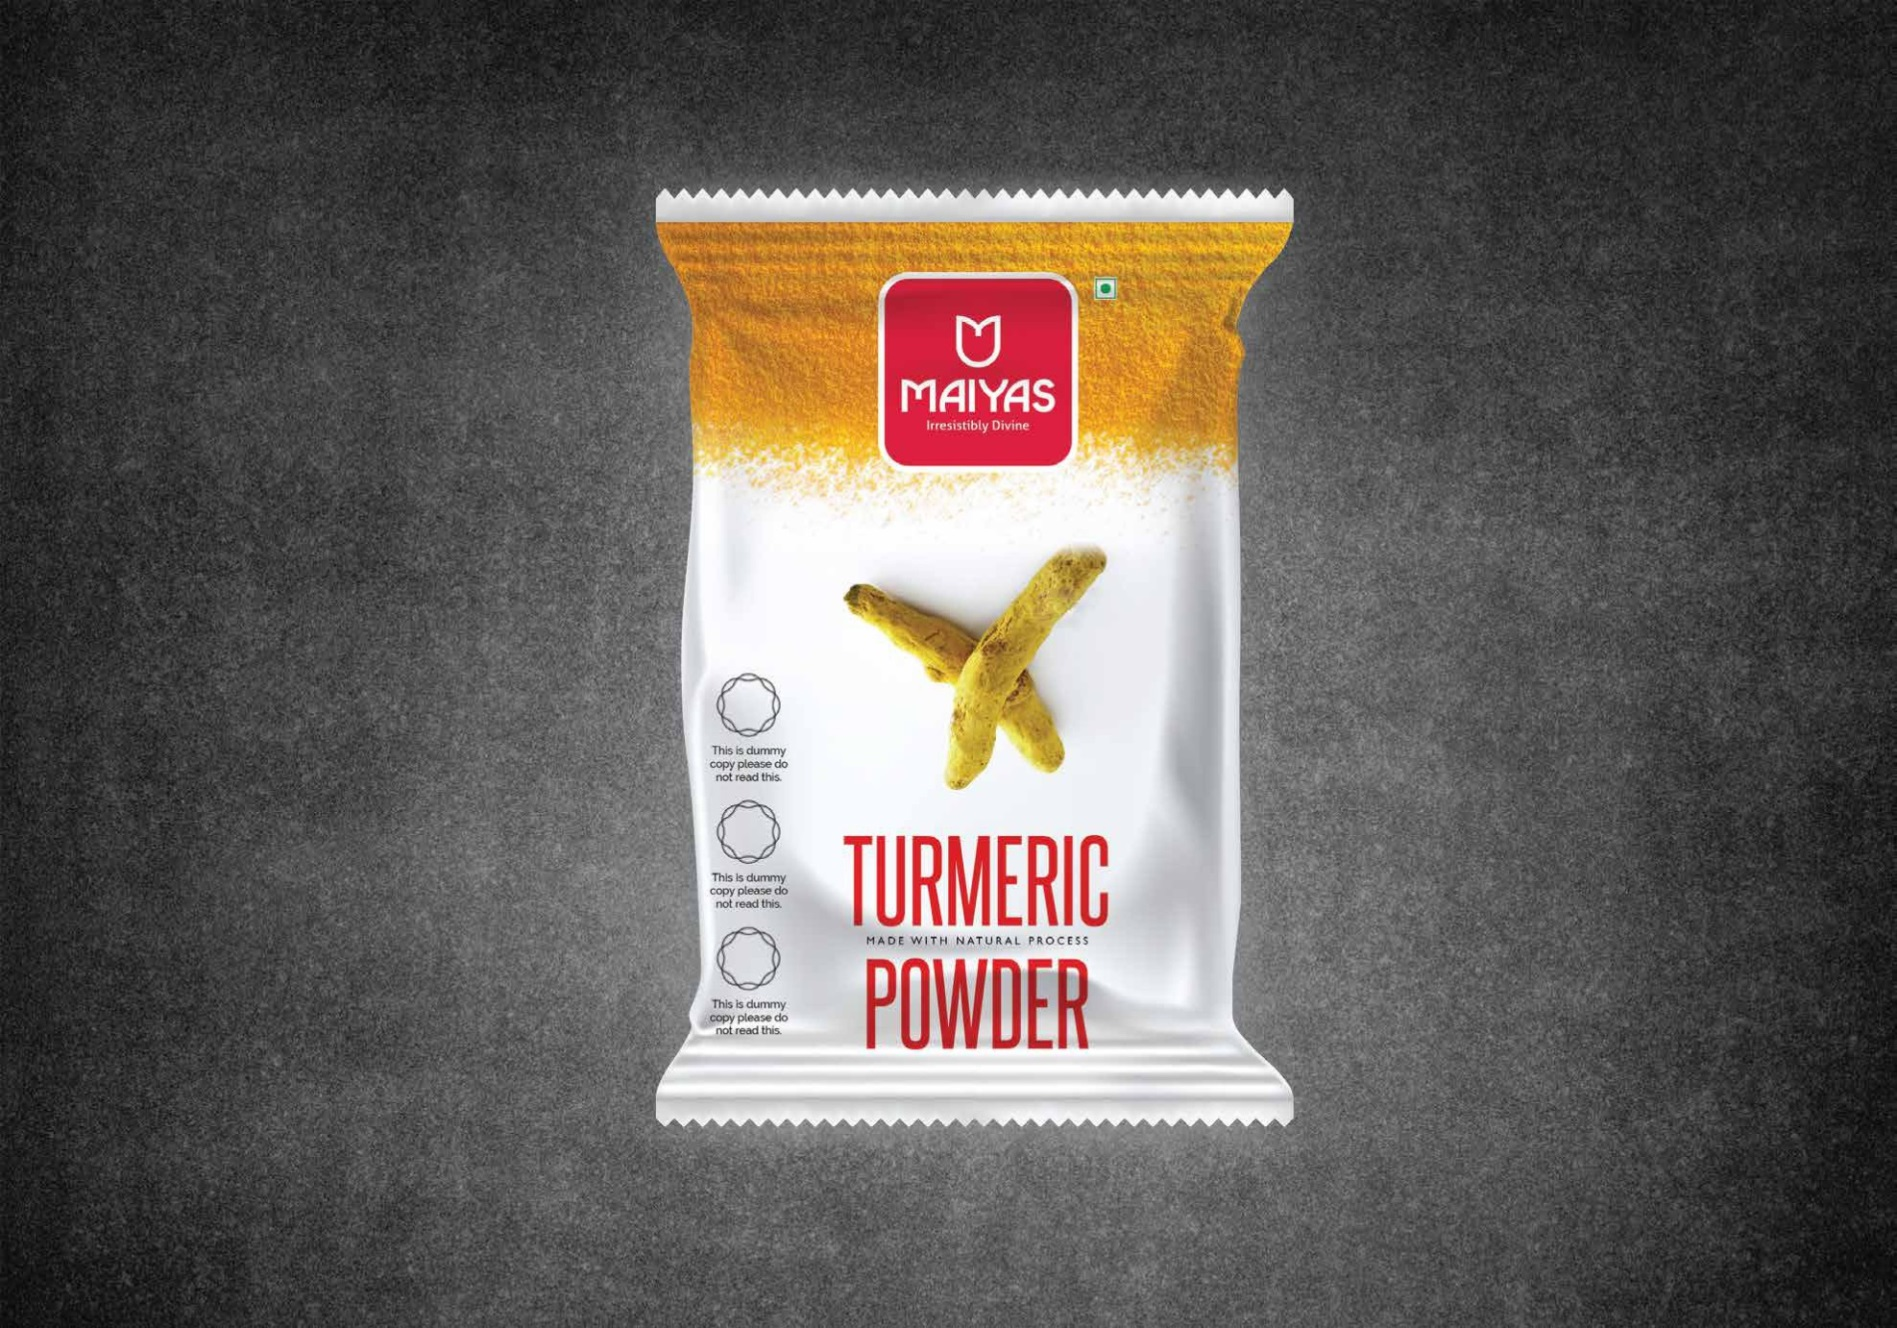 MAIYAS
Irresistibly Divine
This is dummy
copy please do
not read this.
This is dummy
copy please do
not read this.
This is dummy
copy please do
not read this.
TURMERIC
MADE WITH NATURAL PROCESS
POWDER